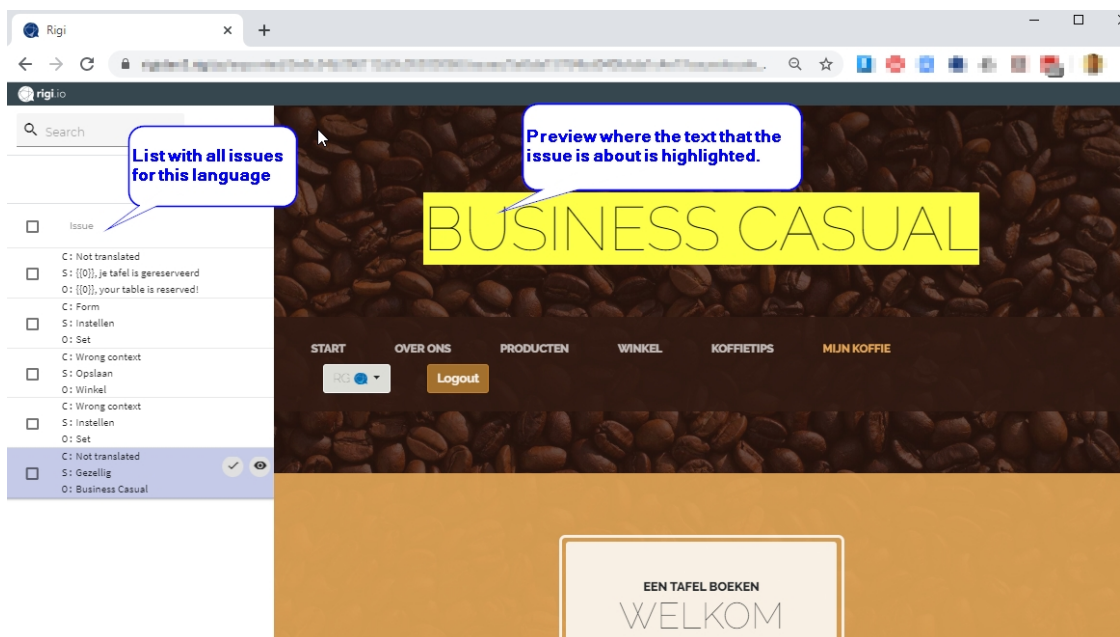 Rigi
rigi.io
Search
List with all issues
for this language
Preview where the text that the
issue is about is highlighted.
BUSINESS CASUAL
Issue
C: Not translated
S: {{0}}, je tafel is gereserveerd
O: {{0}}, your table is reserved!
C: Form
S: Instellen
O: Set
C: Wrong context
S: Opslaan
O: Winkel
C: Wrong context
S: Instellen
O: Set
C: Not translated
S: Gezellig
O: Business Casual
START OVER ONS PRODUCTEN WINKEL KOFFIETIPS MIJN KOFFIE
RG Logout
EEN TAFEL BOEKEN
WELKOM